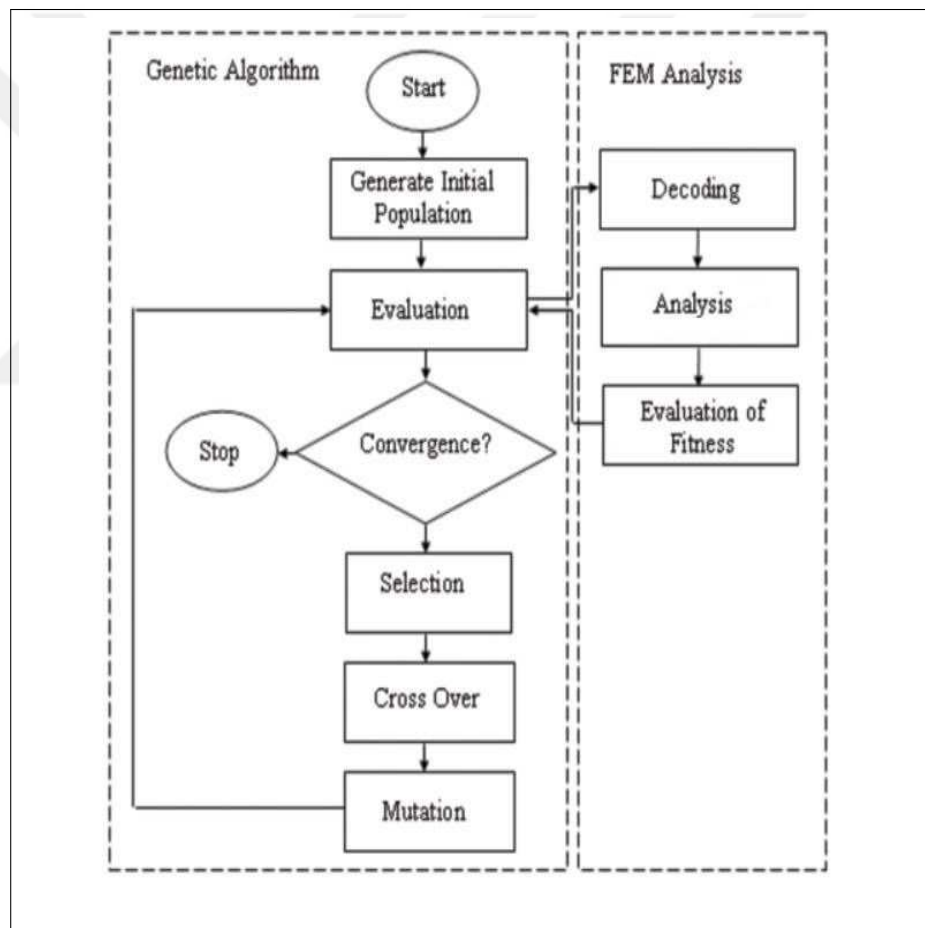 Genetic Algorithm
Start
Generate Initial
Population
Evaluation
Convergence?
Stop
Selection
Cross Over
Mutation
FEM Analysis
Decoding
Analysis
Evaluation of
Fitness